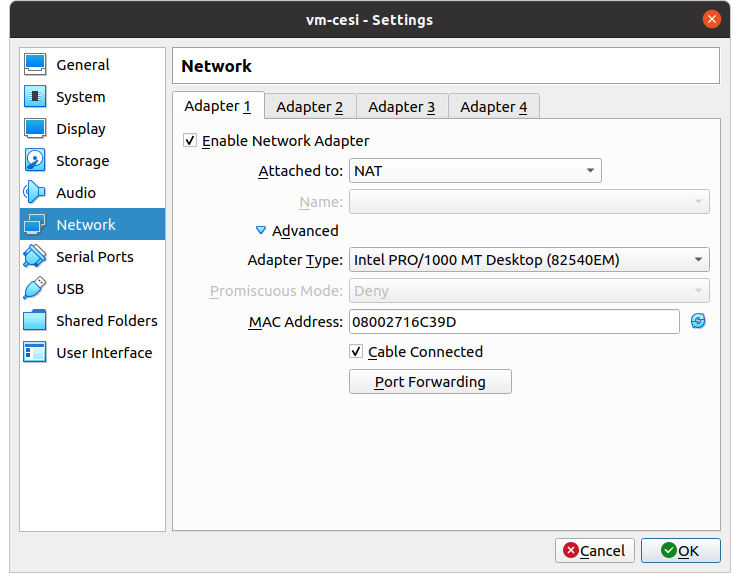 vm-cesi - Settings
General
System
Display
Storage
Audio
Network
Serial Ports
USB
Shared Folders
User Interface
Network
Adapter 1
Adapter 2
Adapter 3
Adapter 4
Enable Network Adapter
Attached to: NAT
Name:
Advanced
Adapter Type: Intel PRO/1000 MT Desktop (82540EM)
Promiscuous Mode: Deny
MAC Address: 08002716C39D
Cable Connected
Port Forwarding
Cancel
OK